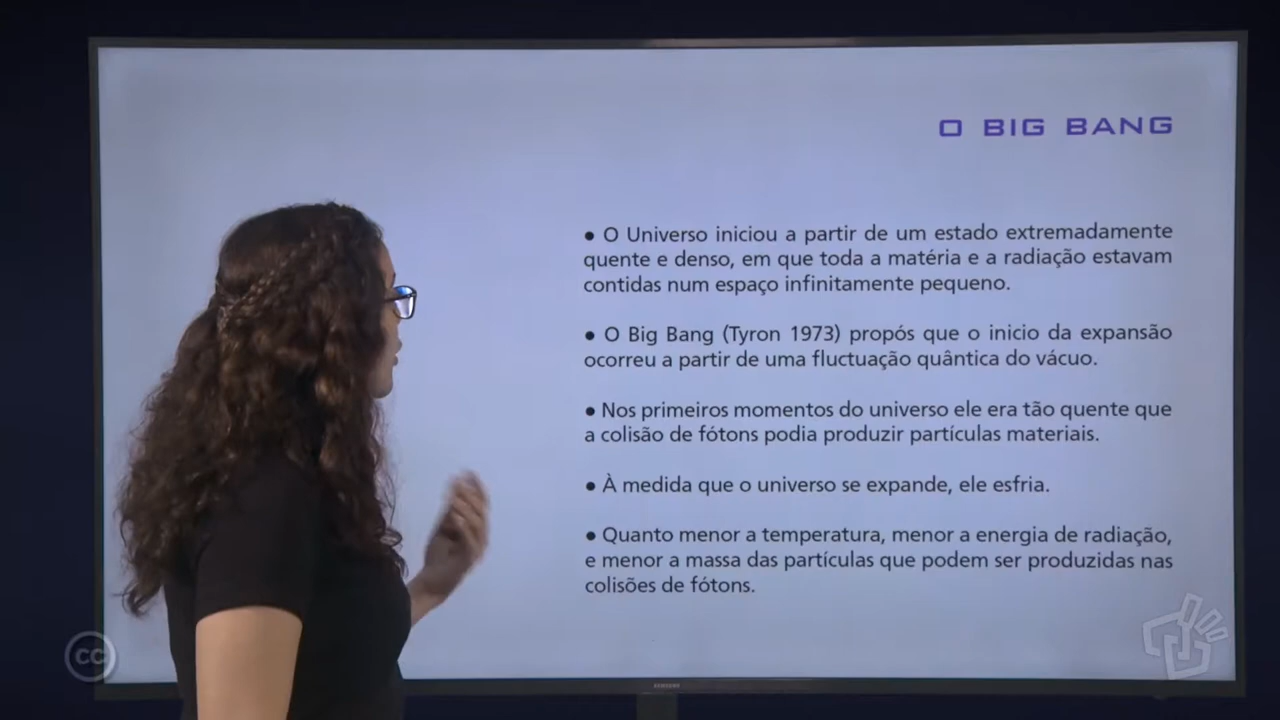 O BIG BANG
• O Universo iniciou a partir de um estado extremadamente
quente e denso, em que toda a matéria e a radiação estavam
contidas num espaço infinitamente pequeno.
• O Big Bang (Tyron 1973) propós que o inicio da expansão
ocorreu a partir de uma fluctuação quântica do vácuo.
• Nos primeiros momentos do universo ele era tão quente que
a colisão de fótons podia produzir partículas materiais.
• À medida que o universo se expande, ele esfria.
• Quanto menor a temperatura, menor a energia de radiação,
e menor a massa das partículas que podem ser produzidas nas
colisões de fótons.
cc
SAMSUNG